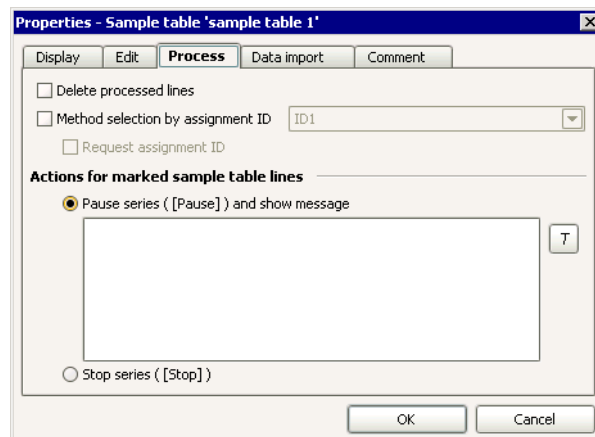 Properties - Sample table 'sample table 1'
Display Edit Process Data import Comment
Delete processed lines
Method selection by assignment ID ID1
Request assignment ID
Actions for marked sample table lines
Pause series ( [Pause] ) and show message
T
Stop series ( [Stop] )
OK Cancel